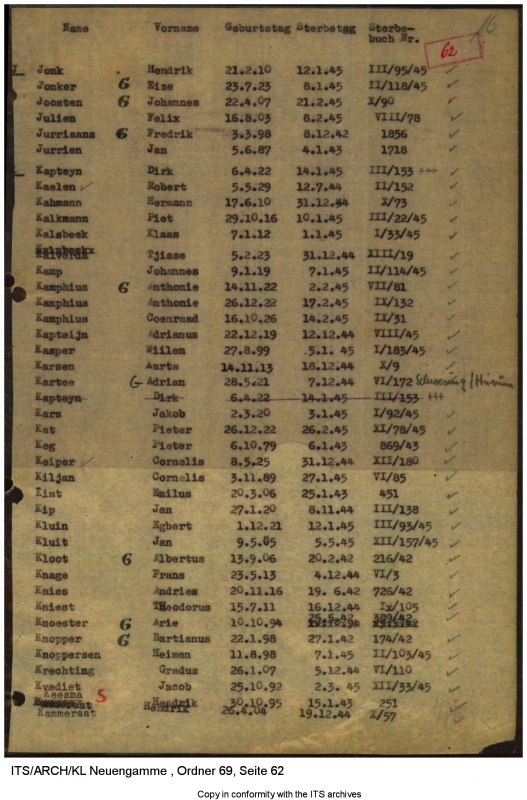 16
62
Name Vorname Geburtstag Sterbetag Sterbe-
buch Nr.
J Jonk Hendrik 21.2.10 12.1.45 III/95/45
Jonker G Eize 23.7.23 8.1.45 II/118/45
Joosten G Johannes 22.4.07 21.2.45 X/90
Julien Felix 16.8.03 8.2.45 VIII/78
Jurrisans G Fredrik 3.3.98 8.12.42 1856
Jurrien Jan 5.6.87 4.1.43 1718
Kapteyn Dirk 6.4.22 14.1.45 III/153 +++
Kaelen Robert 5.5.29 12.7.44 II/152
Kahmann Hermann 17.6.10 31.12.34 X/73
Kalkmann Piet 29.10.16 10.1.45 III/22/45
Kalsbeek Klaas 7.1.12 1.1.45 I/33/45
Tjisse 5.2.23 31.12.44 XIII/19
Kamp Johannes 9.1.19 7.1.45 II/114/45
Kamphius G Anthonie 14.11.22 2.2.45 VII/81
Kamphius Anthonie 26.12.22 17.2.45 IX/132
Kamphius Coenraad 16.10.26 14.2.45 IX/31
Kapteijn Adrianus 22.12.19 12.12.44 VIII/45
Kasper Willem 27.8.99 5.1. 45 I/183/45
Karsen Aarts 14.11.13 18.12.44 X/9
Kartee G Adrian 28.5.21 7.12.44 VI/172
Kapteyn Dirk 6.4.22 14.1.45 III/153 +++
Kars Jakob 2.3.20 3.1.45 I/92/45
Kat Pieter 26.12.22 26.2.45 XI/78/45
Keg Pieter 6.10.79 6.1.43 869/43
Keiper Cornelis 8.5.25 31.12.44 XII/180
Kiljan Cornelis 3.11.89 27.1.45 VI/85
Kint Emilus 20.3.06 25.1.43 451
Kip Jan 27.1.20 8.11.44 III/138
Kluin Egbert 1.12.21 12.1.45 III/93/45
Kluit Jan 9.5.05 5.5.45 XII/157/45
Kloot G Albertus 13.9.06 20.2.42 216/42
Knage Frans 23.5.13 4.12.44 VI/3
Knies Andries 20.11.16 19. 6.42 726/42
Kniest Theodorus 15.7.11 16.12.44 Ix/105
Knoester G Arie 10.10.94
Knopper G Bartianus 22.1.98 27.1.42 174/42
Knoppersen Heimen 11.8.98 7.1.45 II/103/45
Krechting Gradus 26.1.07 5.12.44 VI/110
Kvediet Jacob 25.10.92 2.3. 45 XII/33/45
Keesma S Hendrik 30.10.95 15.1.43 251
Kammeraat Hendrik 26.4.04 19.12.44 X/57
ITS/ARCH/KL Neuengamme , Ordner 69, Seite 62
Copy in conformity with the ITS archives